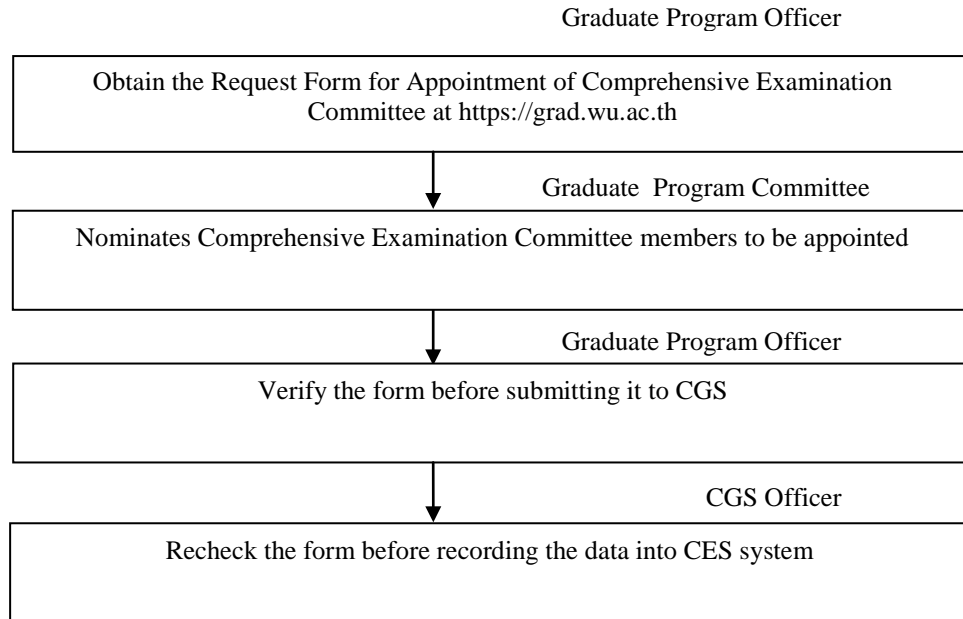 Graduate Program Officer
Obtain the Request Form for Appointment of Comprehensive Examination
Committee at https://grad.wu.ac.th
Graduate  Program Committee
Nominates Comprehensive Examination Committee members to be appointed
Graduate Program Officer
Verify the form before submitting it to CGS
CGS Officer
Recheck the form before recording the data into CES system